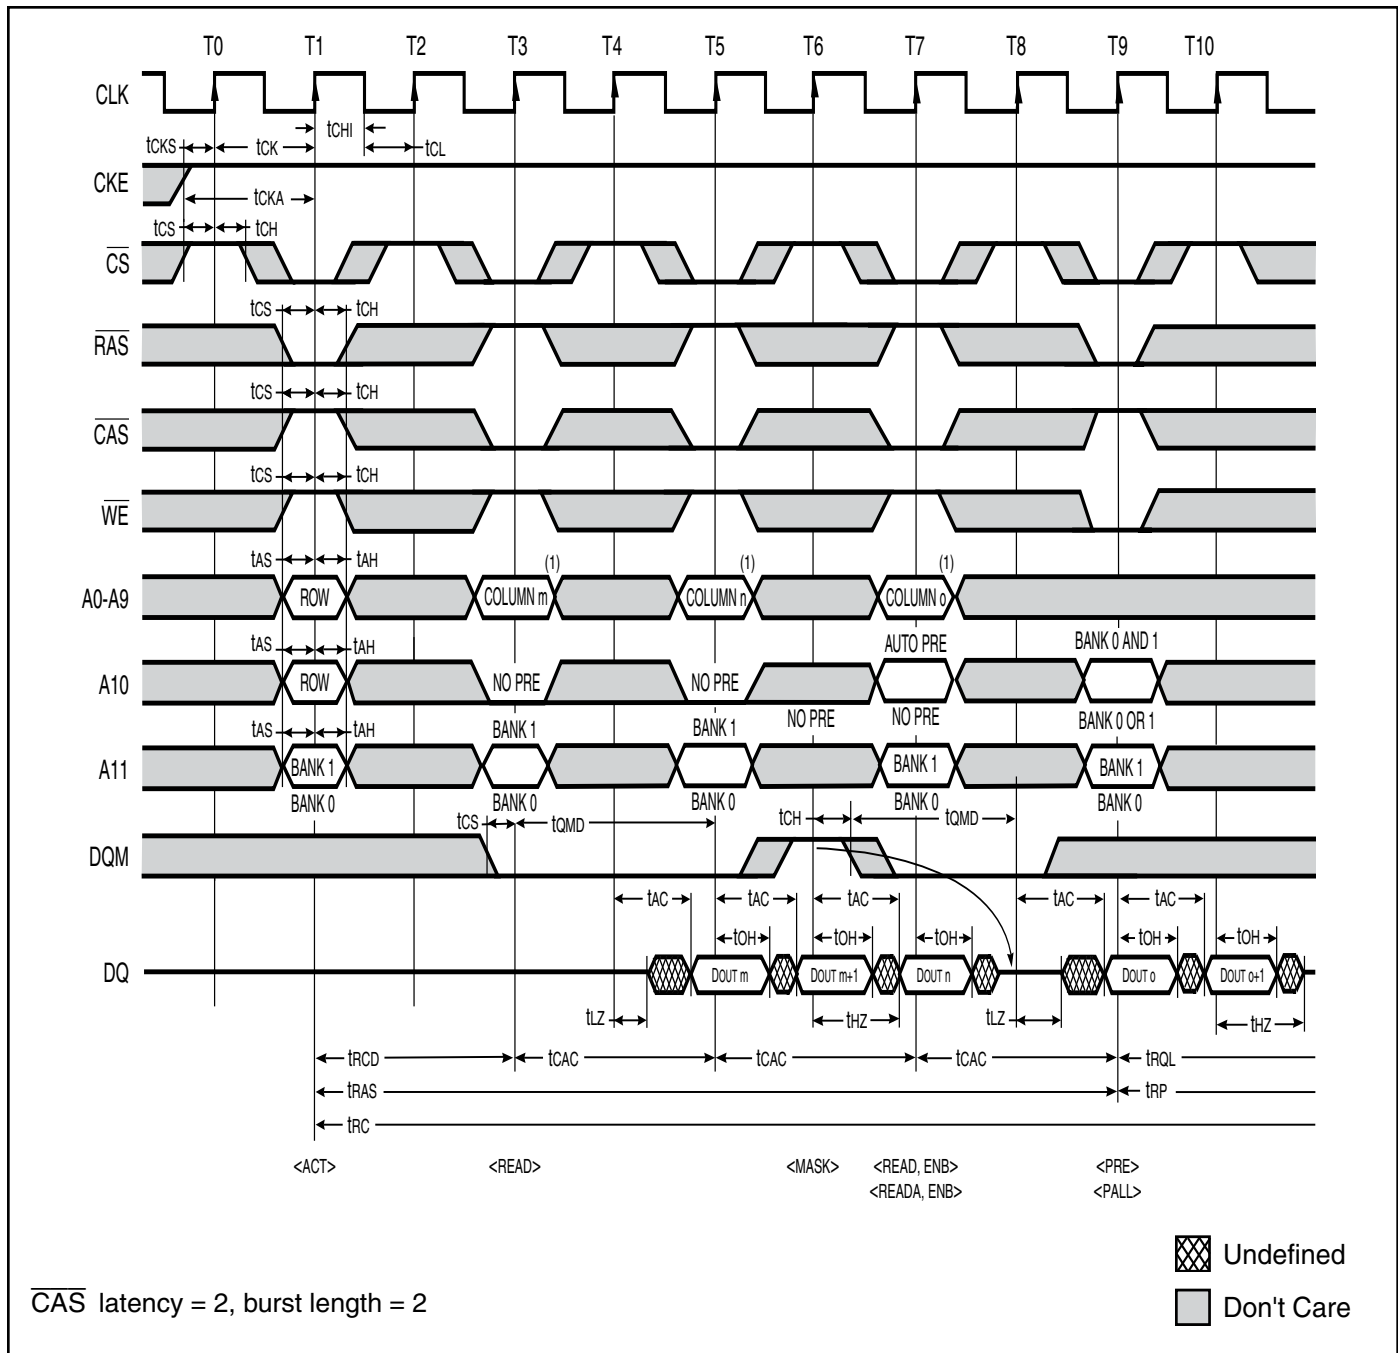 T0 T1 T2 T3 T4 T5 T6 T7 T8 T9 T10
CLK
tCHI
tCKS tCK tCL
CKE
tCKA
tCS tCH
CS
tCS tCH
RAS
tCS tCH
CAS
tCS tCH
WE
tAS tAH (1) (1) (1)
A0-A9 ROW COLUMN m COLUMN n COLUMN o
tAS tAH AUTO PRE BANK 0 AND 1
A10 ROW NO PRE NO PRE
tAS tAH BANK 1 BANK 1 NO PRE NO PRE BANK 0 OR 1
A11 BANK 1 BANK 1 BANK 1
BANK 0 BANK 0 BANK 0 BANK 0 BANK 0
tCS tQMD tCH tQMD
DQM
tAC tAC tAC tAC tAC
tOH tOH tOH tOH tOH
DQ DOUT m DOUT m+1 DOUT n DOUT o DOUT o+1
tLZ tHZ tLZ tHZ
tRCD tCAC tCAC tCAC tRQL
tRAS tRP
tRC
<ACT> <READ> <MASK> <READ, ENB> <PRE>
<READA, ENB> <PALL>
Undefined
CAS latency = 2, burst length = 2
Don't Care